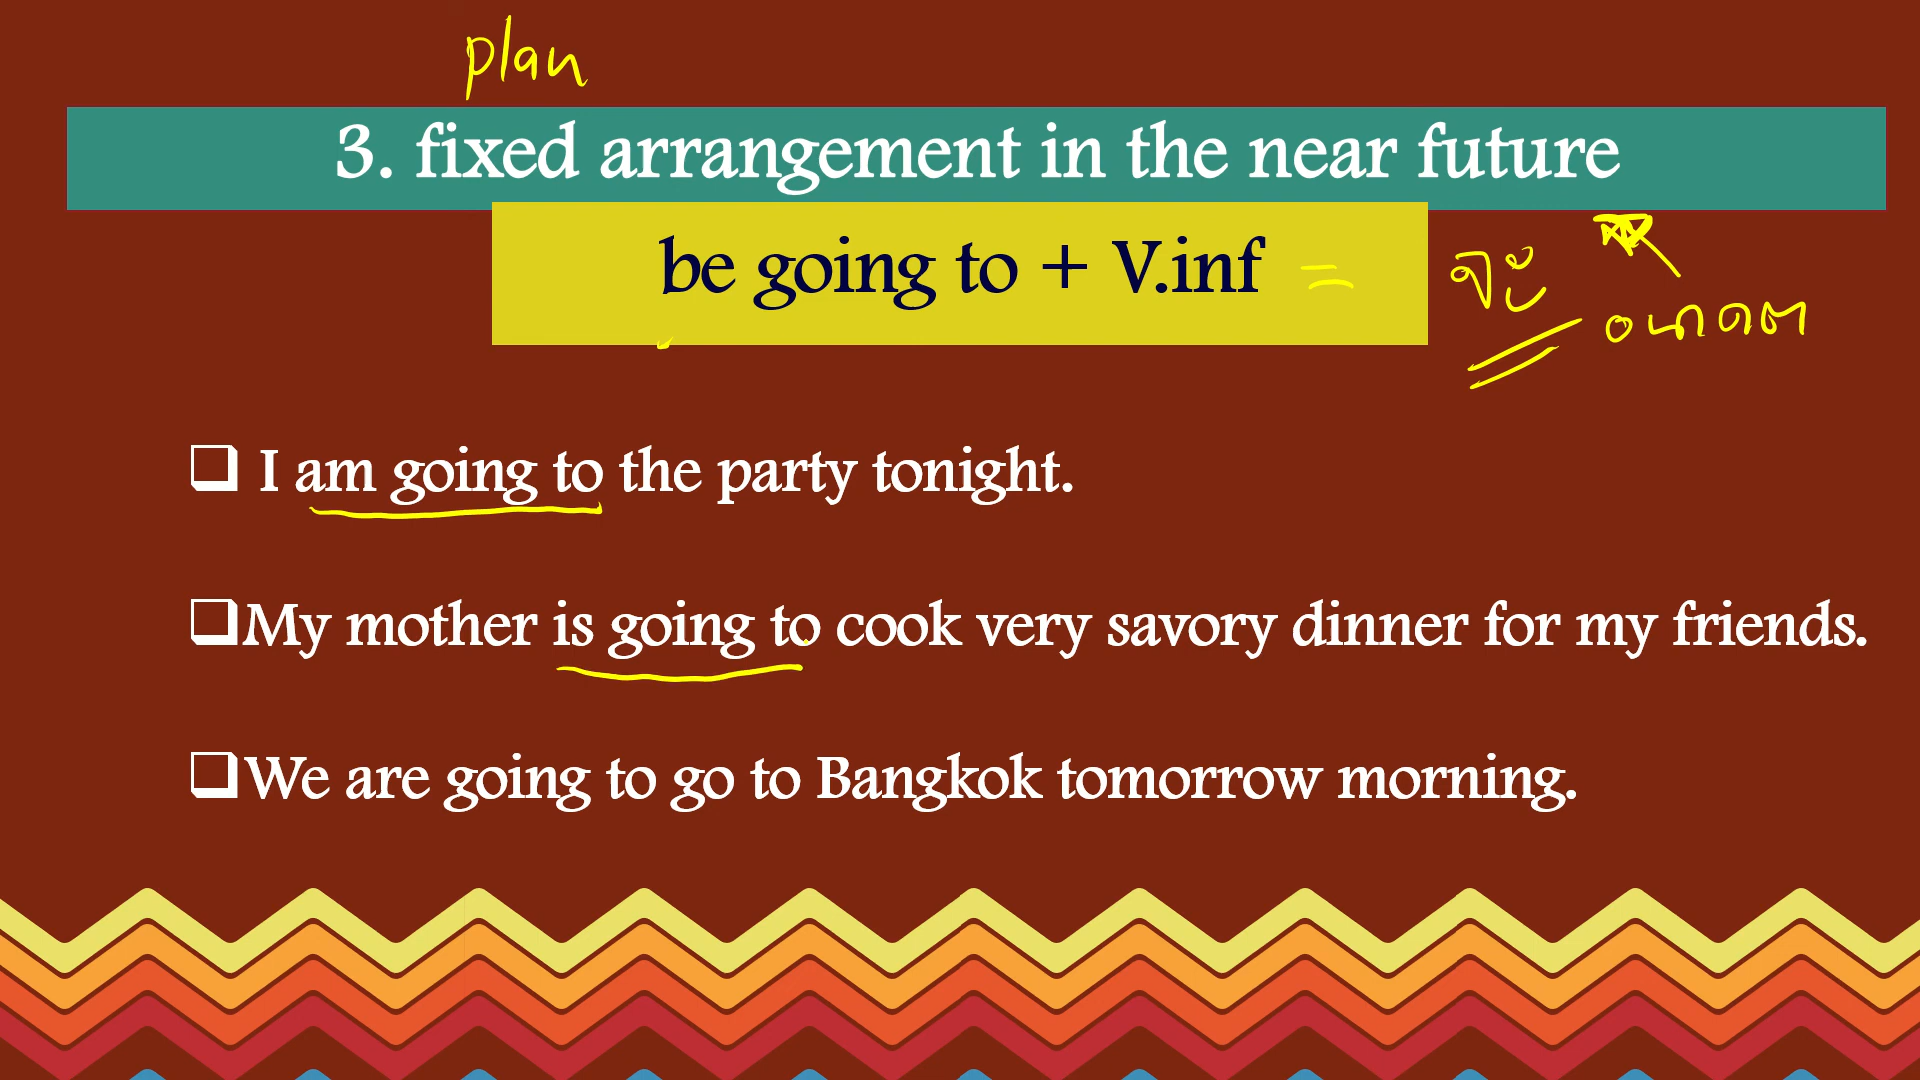 plan
3. fixed arrangement in the near future
be going to + V.inf = จะ
อนาคต
❑ I am going to the party tonight.
❑My mother is going to cook very savory dinner for my friends.
❑We are going to go to Bangkok tomorrow morning.